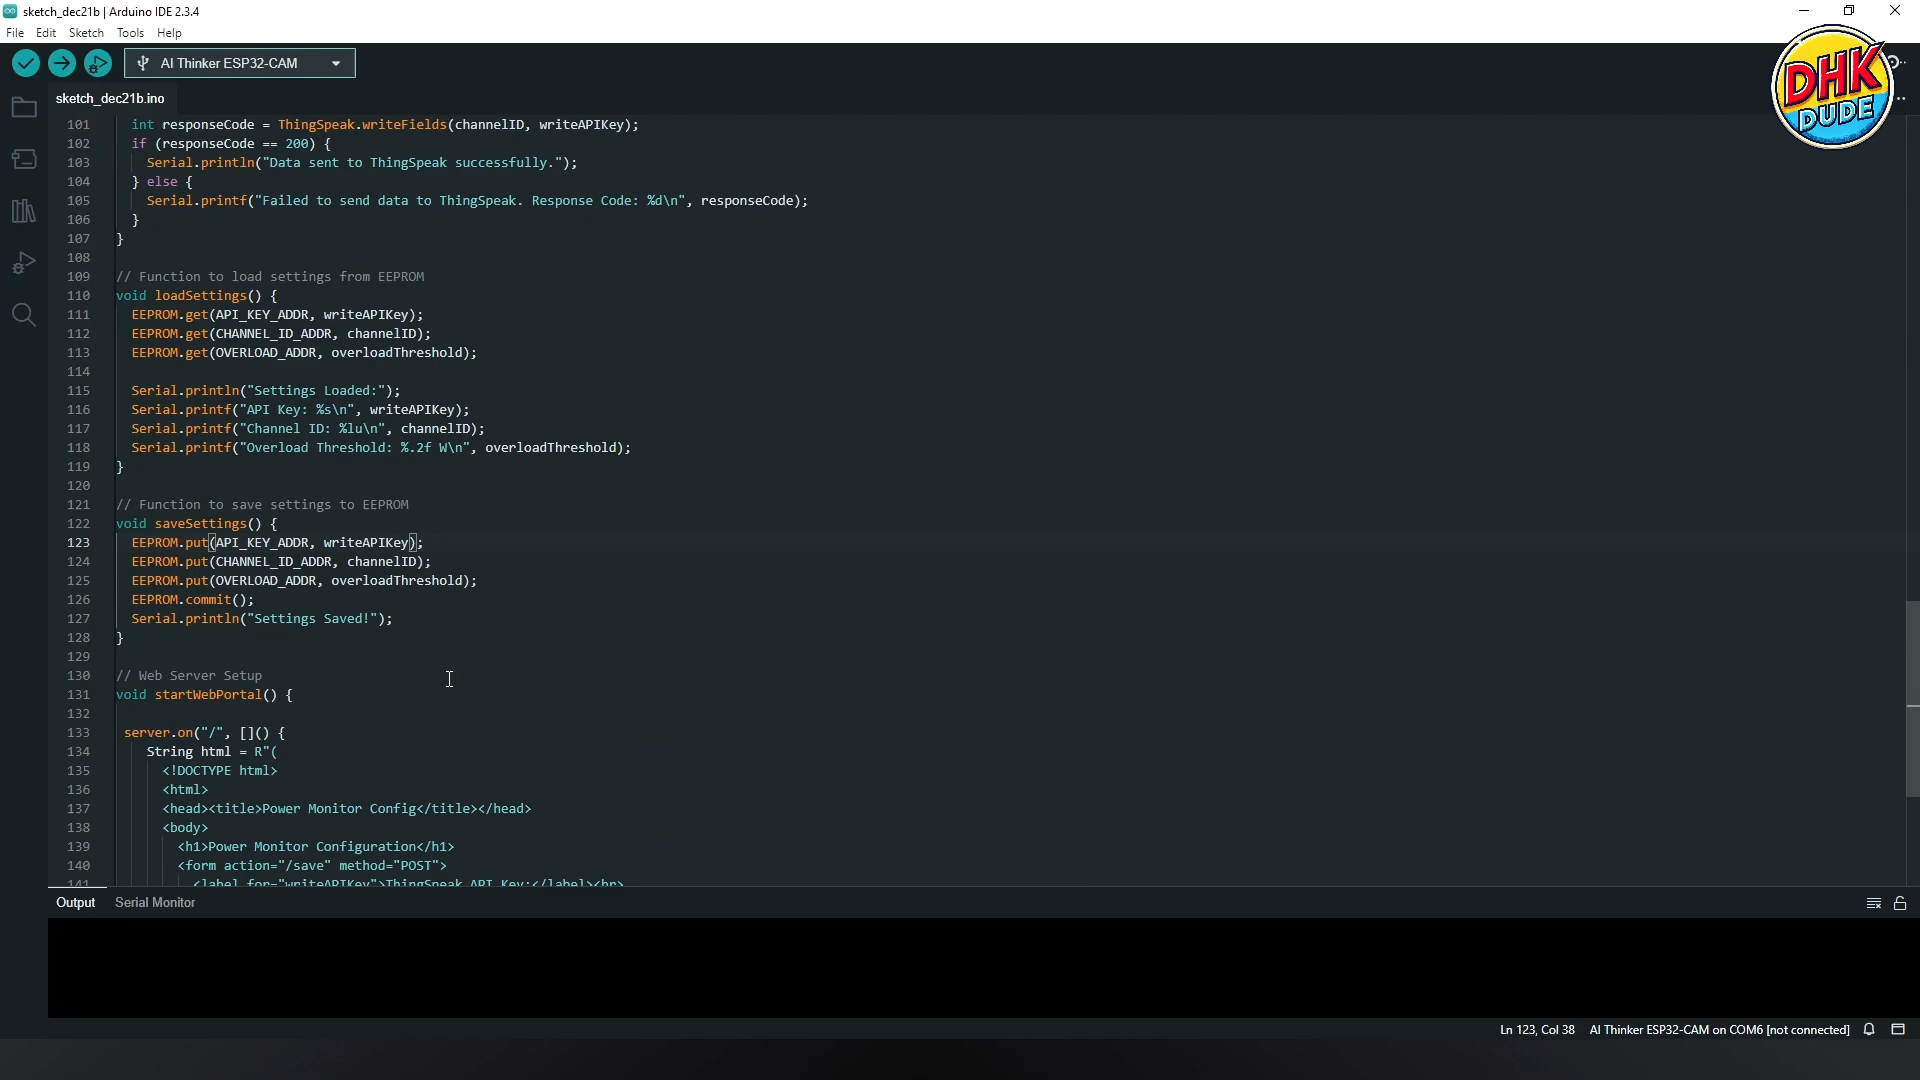 sketch_dec21b | Arduino IDE 2.3.4
File Edit Sketch Tools Help
AI Thinker ESP32-CAM
DHK
DUDE
sketch_dec21b.ino
101 int responseCode = ThingSpeak.writeFields(channelID, writeAPIKey);
102 if (responseCode == 200) {
103 Serial.println("Data sent to ThingSpeak successfully.");
104 } else {
105 Serial.printf("Failed to send data to ThingSpeak. Response Code: %d\n", responseCode);
106 }
107 }
108
109 // Function to load settings from EEPROM
110 void loadSettings() {
111 EEPROM.get(API_KEY_ADDR, writeAPIKey);
112 EEPROM.get(CHANNEL_ID_ADDR, channelID);
113 EEPROM.get(OVERLOAD_ADDR, overloadThreshold);
114
115 Serial.println("Settings Loaded:");
116 Serial.printf("API Key: %s\n", writeAPIKey);
117 Serial.printf("Channel ID: %lu\n", channelID);
118 Serial.printf("Overload Threshold: %.2f W\n", overloadThreshold);
119 }
120
121 // Function to save settings to EEPROM
122 void saveSettings() {
123 EEPROM.put(API_KEY_ADDR, writeAPIKey);
124 EEPROM.put(CHANNEL_ID_ADDR, channelID);
125 EEPROM.put(OVERLOAD_ADDR, overloadThreshold);
126 EEPROM.commit();
127 Serial.println("Settings Saved!");
128 }
129
130 // Web Server Setup
131 void startWebPortal() {
132
133 server.on("/", []() {
134 String html = R"(
135 <!DOCTYPE html>
136 <html>
137 <head><title>Power Monitor Config</title></head>
138 <body>
139 <h1>Power Monitor Configuration</h1>
140 <form action="/save" method="POST">
141 <label for="writeAPIKey">ThingSpeak API Key:</label><br>
Output Serial Monitor
Ln 123, Col 38 AI Thinker ESP32-CAM on COM6 [not connected]